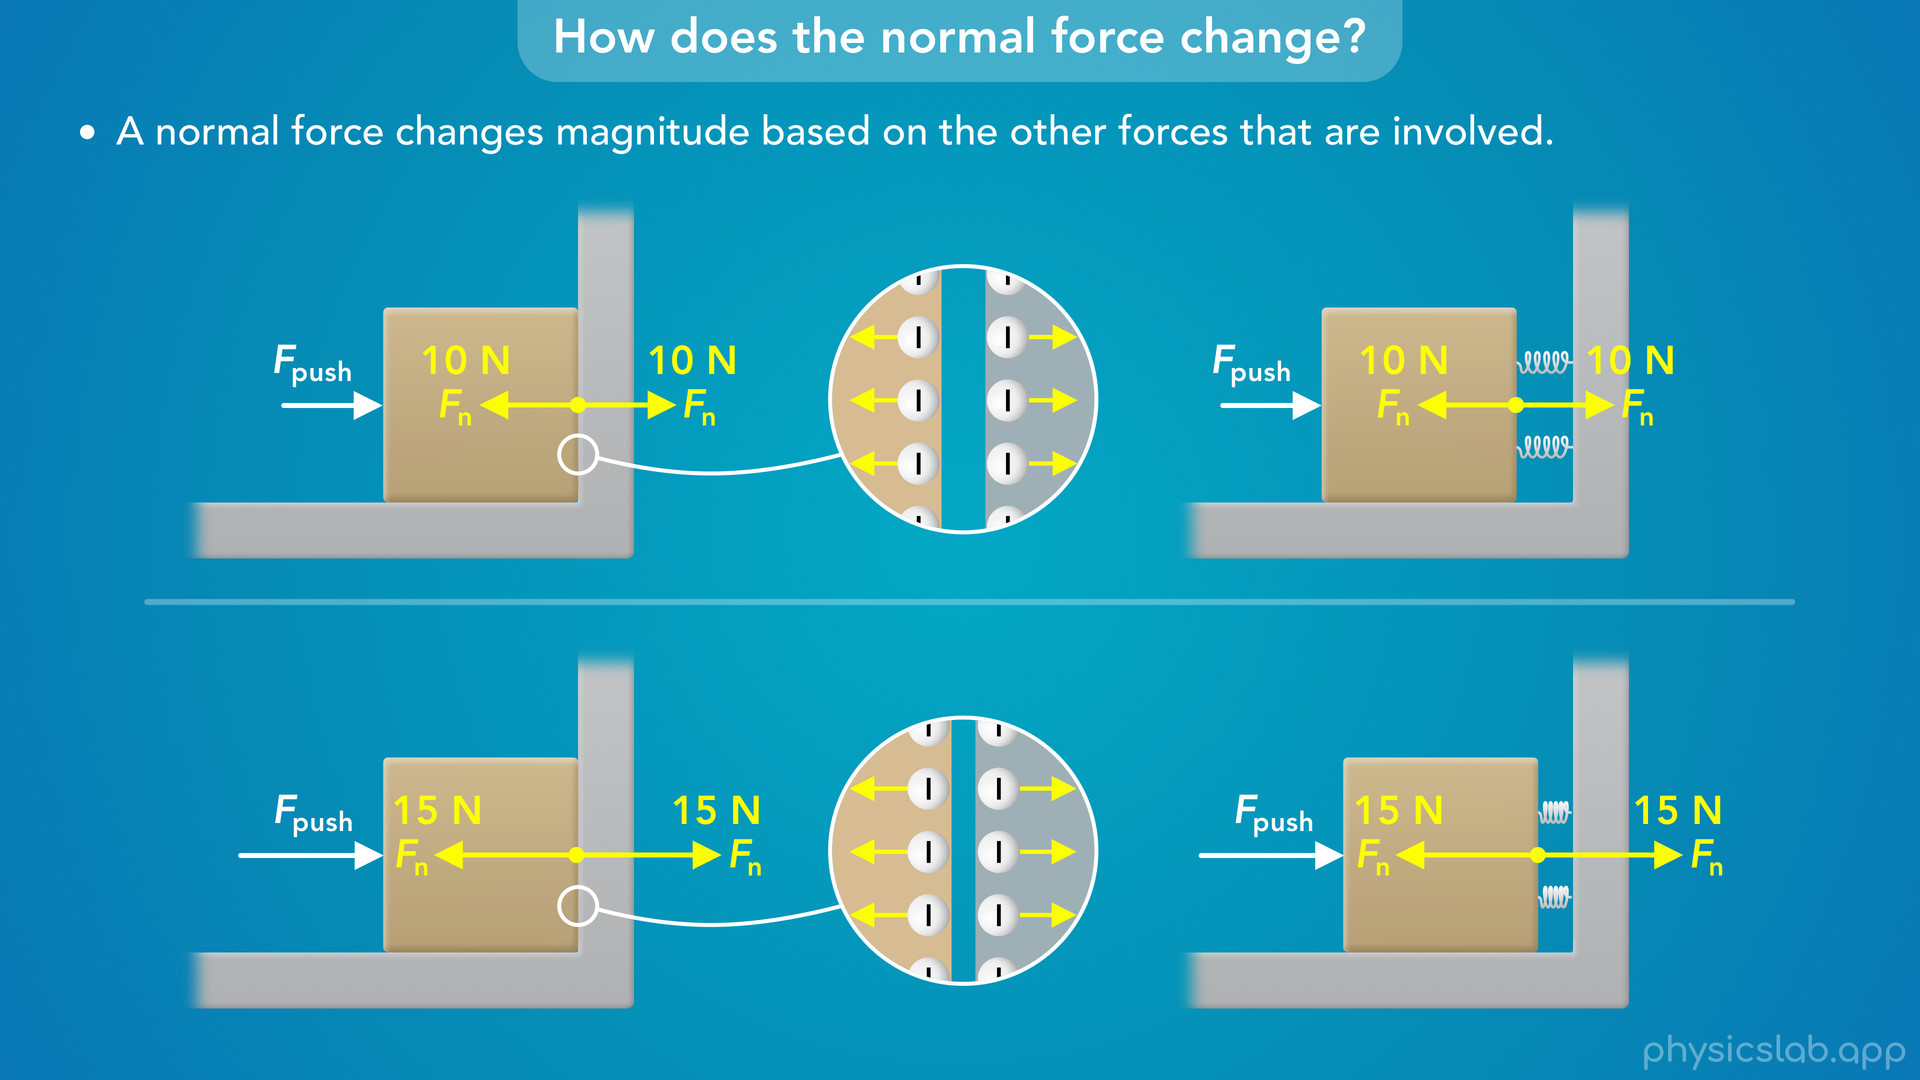 How does the normal force change?
• A normal force changes magnitude based on the other forces that are involved.
Fpush
10 N
Fn
10 N
Fn
Fpush
10 N
Fn
10 N
Fn
Fpush
15 N
Fn
15 N
Fn
Fpush
15 N
Fn
15 N
Fn
physicslab.app